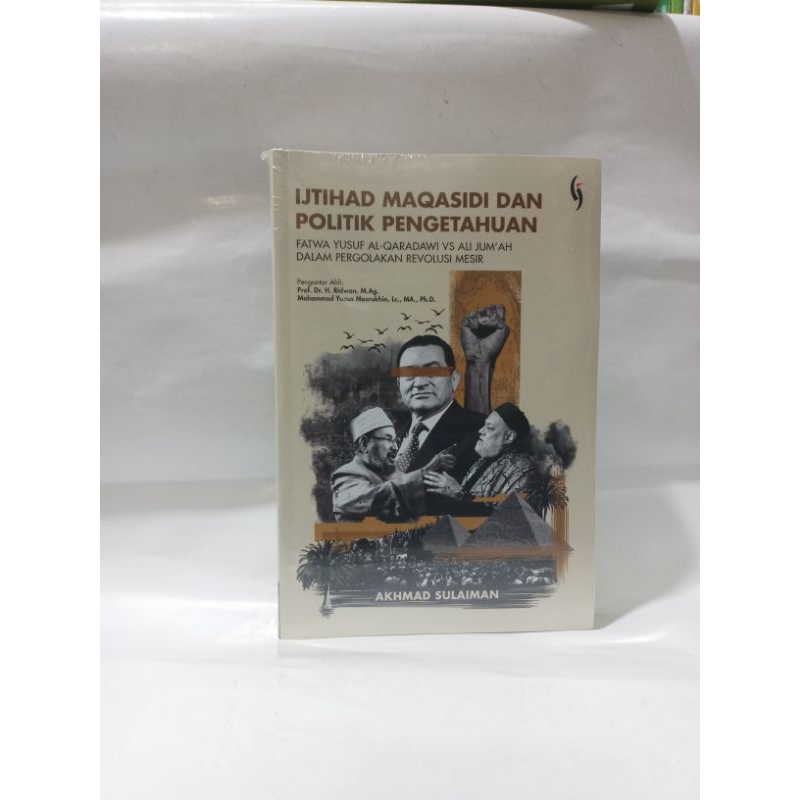 IJTIHAD MAQASIDI DAN
POLITIK PENGETAHUAN
FATWA YUSUF AL-QARADAWI VS ALI JUM'AH
DALAM PERGOLAKAN REVOLUSI MESIR
Pengantar Ahli:
Prof. Dr. H. Ridwan, M.Ag.
Mohammad Yunus Masrukhin, Lc., MA., Ph.D.
AKHMAD SULAIMAN